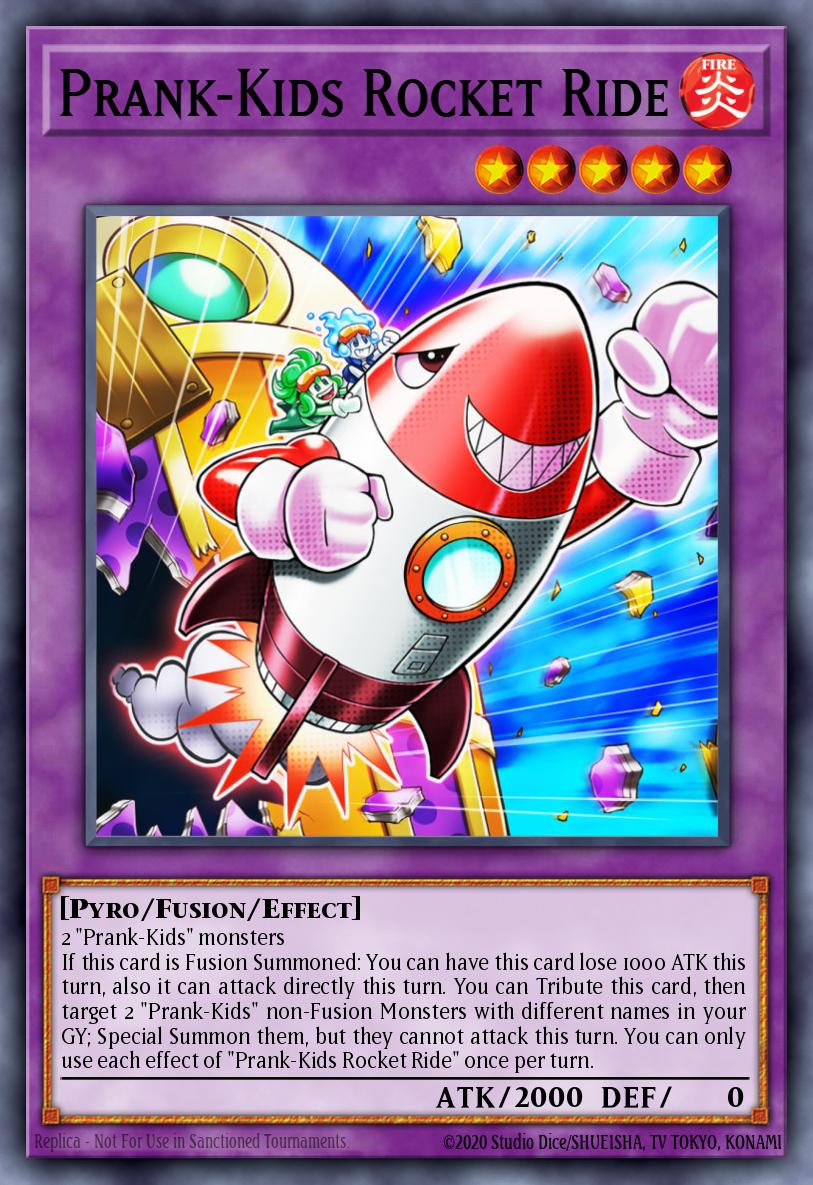 Prank-Kids Rocket Ride
FIRE
炎
[Pyro/Fusion/Effect]
2 "Prank-Kids" monsters
If this card is Fusion Summoned: You can have this card lose 1000 ATK this
turn, also it can attack directly this turn. You can Tribute this card, then
target 2 "Prank-Kids" non-Fusion Monsters with different names in your
GY; Special Summon them, but they cannot attack this turn. You can only
use each effect of "Prank-Kids Rocket Ride" once per turn.
ATK/2000 DEF/ 0
Replica - Not For Use in Sanctioned Tournaments.
©2020 Studio Dice/SHUEISHA, TV TOKYO, KONAMI